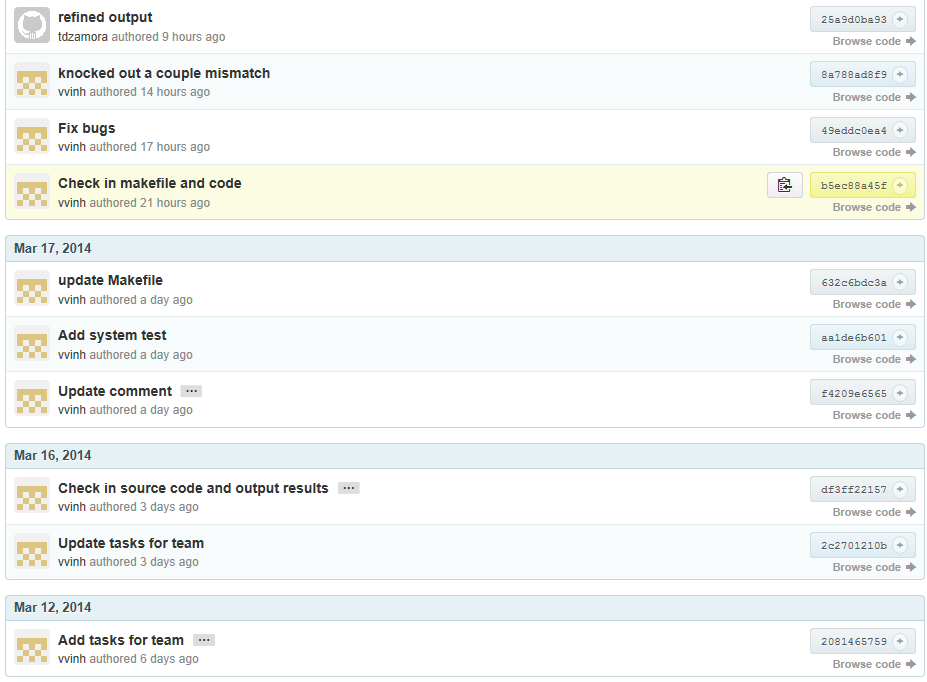 refined output
25a9d0ba93 +
tdzamora authored 9 hours ago
Browse code
knocked out a couple mismatch
8a788ad8f9 +
vvinh authored 14 hours ago
Browse code
Fix bugs
49eddc0ea4 +
vvinh authored 17 hours ago
Browse code
Check in makefile and code
b5ec88a45f +
vvinh authored 21 hours ago
Browse code
Mar 17, 2014
update Makefile
632c6bdc3a +
vvinh authored a day ago
Browse code
Add system test
aa1de6b601 +
vvinh authored a day ago
Browse code
Update comment ...
f4209e6565 +
vvinh authored a day ago
Browse code
Mar 16, 2014
Check in source code and output results ...
df3ff22157 +
vvinh authored 3 days ago
Browse code
Update tasks for team
2c2701210b +
vvinh authored 3 days ago
Browse code
Mar 12, 2014
Add tasks for team ...
2081465759 +
vvinh authored 6 days ago
Browse code